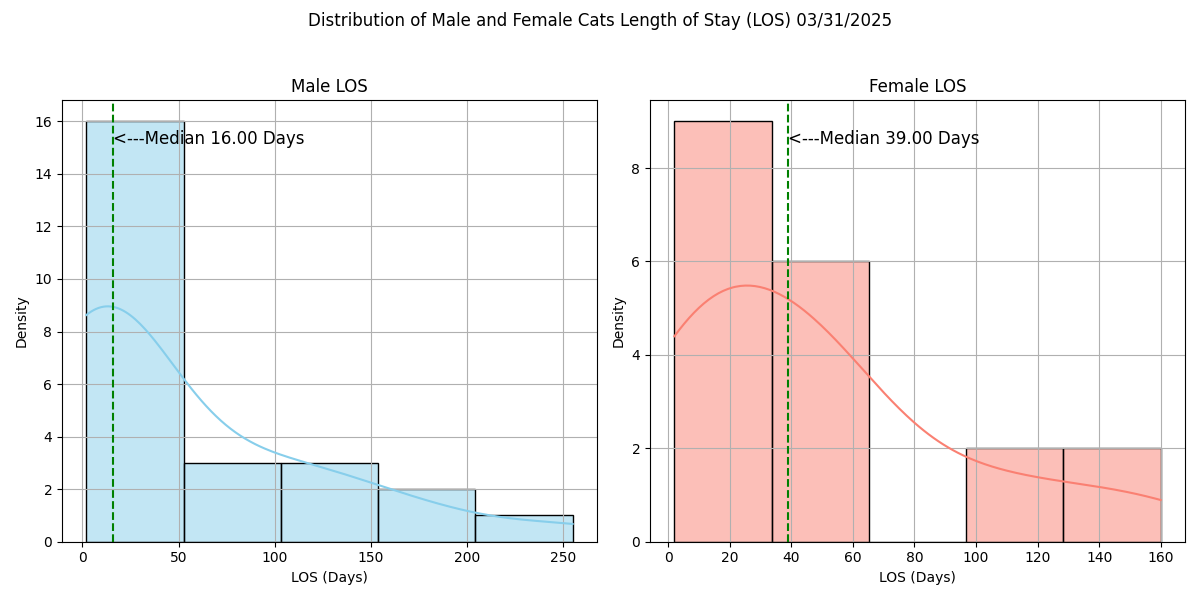 Distribution of Male and Female Cats Length of Stay (LOS) 03/31/2025
Male LOS
16
14
12
10
8
6
4
2
0
Density
<---Median 16.00 Days
0 50 100 150 200 250
LOS (Days)
Female LOS
8
6
4
2
0
Density
<---Median 39.00 Days
0 20 40 60 80 100 120 140 160
LOS (Days)